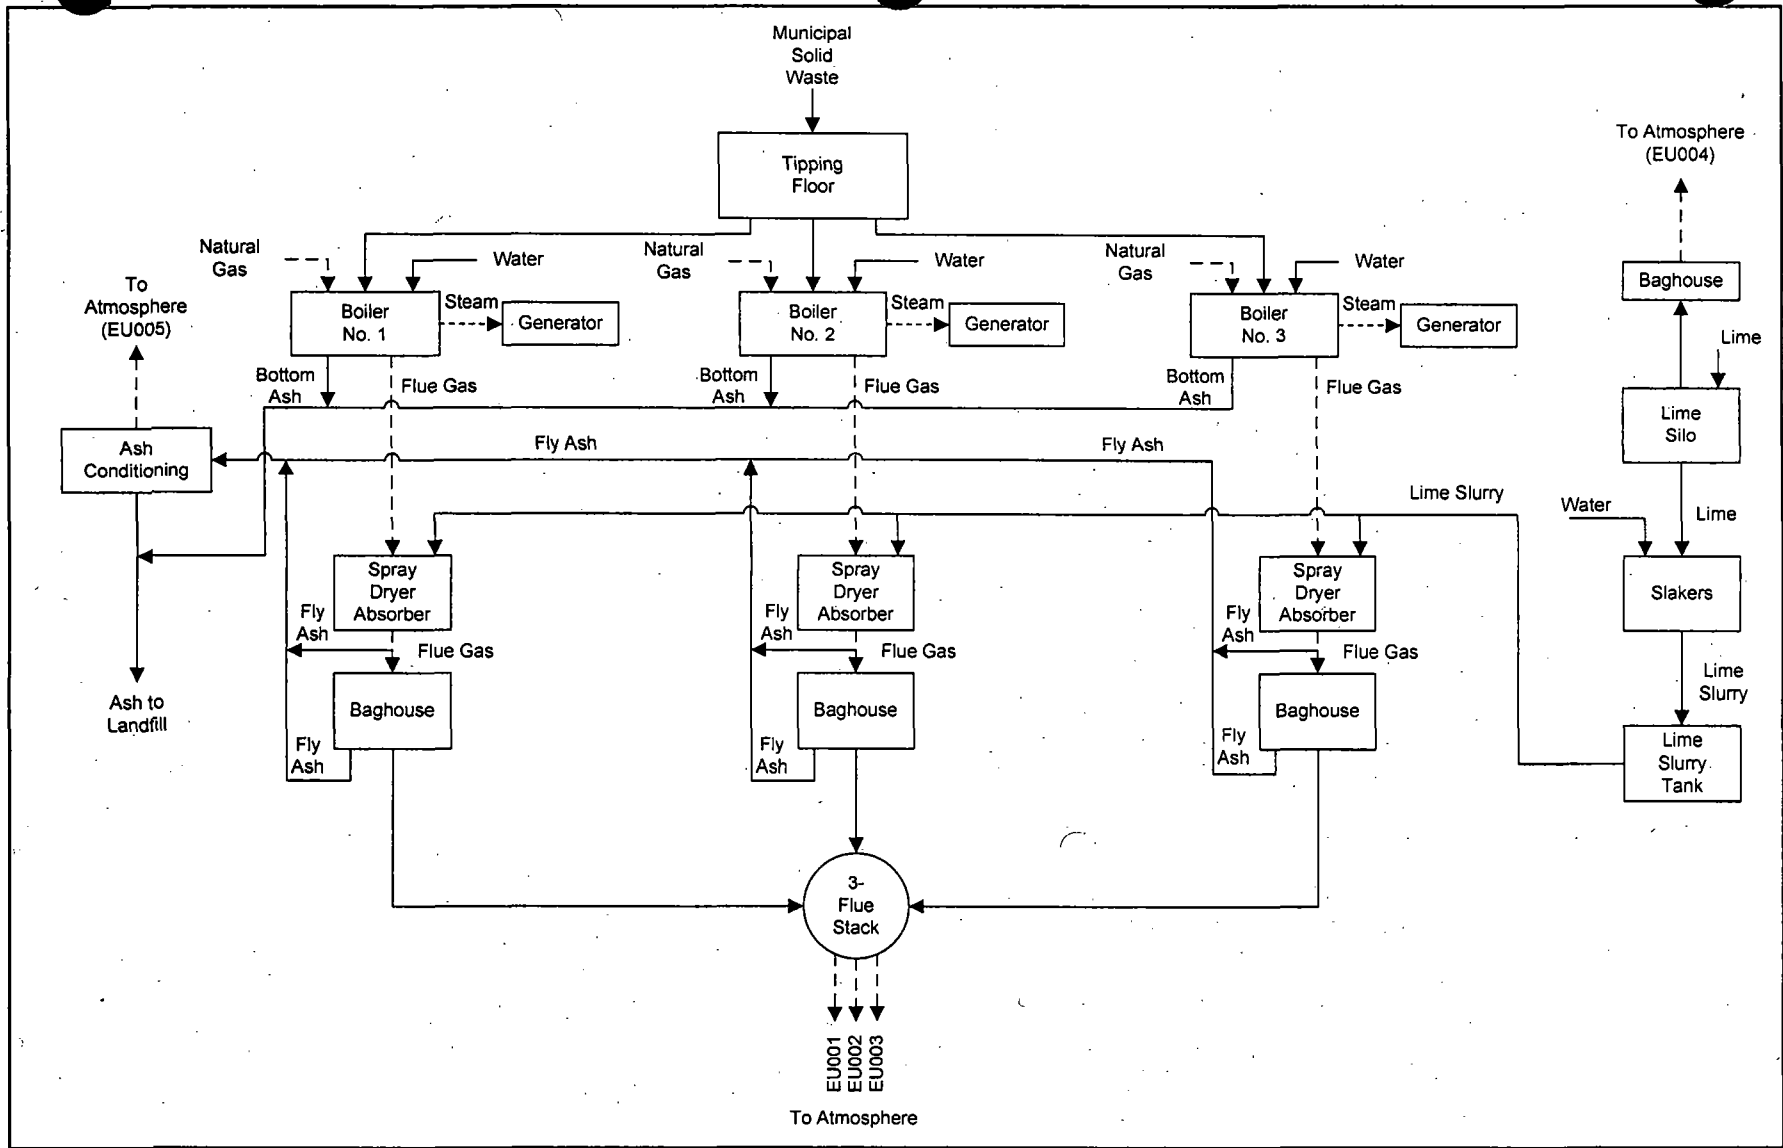 Municipal
Solid
Waste
Tipping
Floor
To Atmosphere
(EU004)
Natural
Gas
Water
Natural
Gas
Water
Natural
Gas
Water
To
Atmosphere
(EU005)
Boiler
No. 1
Steam
Generator
Boiler
No. 2
Steam
Generator
Boiler
No. 3
Steam
Generator
Baghouse
Lime
Bottom
Ash
Flue Gas
Bottom
Ash
Flue Gas
Bottom
Ash
Flue Gas
Lime
Silo
Ash
Conditioning
Fly Ash
Fly Ash
Lime Slurry
Water
Lime
Spray
Dryer
Absorber
Spray
Dryer
Absorber
Spray
Dryer
Absorber
Slakers
Fly
Ash
Flue Gas
Fly
Ash
Flue Gas
Fly
Ash
Flue Gas
Lime
Slurry
Ash to
Landfill
Baghouse
Baghouse
Baghouse
Fly
Ash
Fly
Ash
Fly
Ash
Lime
Slurry
Tank
3-
Flue
Stack
EU001
EU002
EU003
To Atmosphere